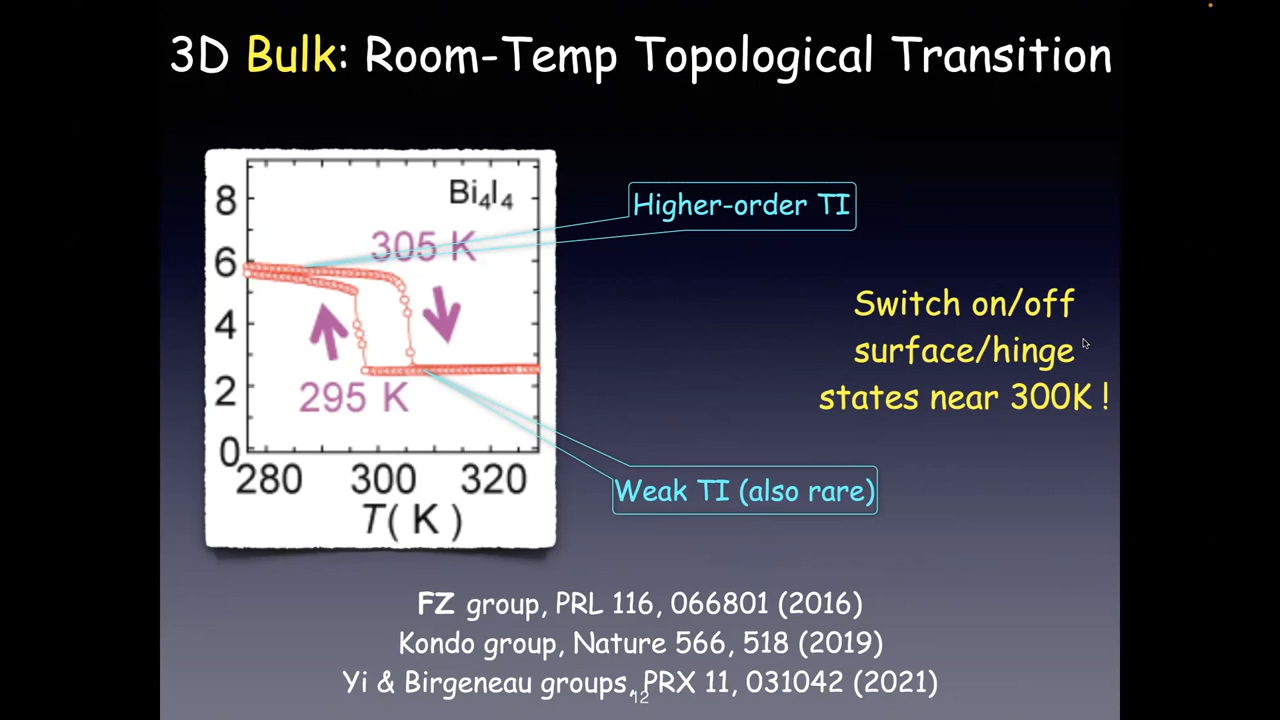 3D Bulk: Room-Temp Topological Transition
8
Bi₄I₄
Higher-order TI
305 K
6
Switch on/off
surface/hinge
states near 300K !
4
295 K
2
0
280 300 320
T( K )
Weak TI (also rare)
FZ group, PRL 116, 066801 (2016)
Kondo group, Nature 566, 518 (2019)
Yi & Birgeneau groups, PRX 11, 031042 (2021)
12